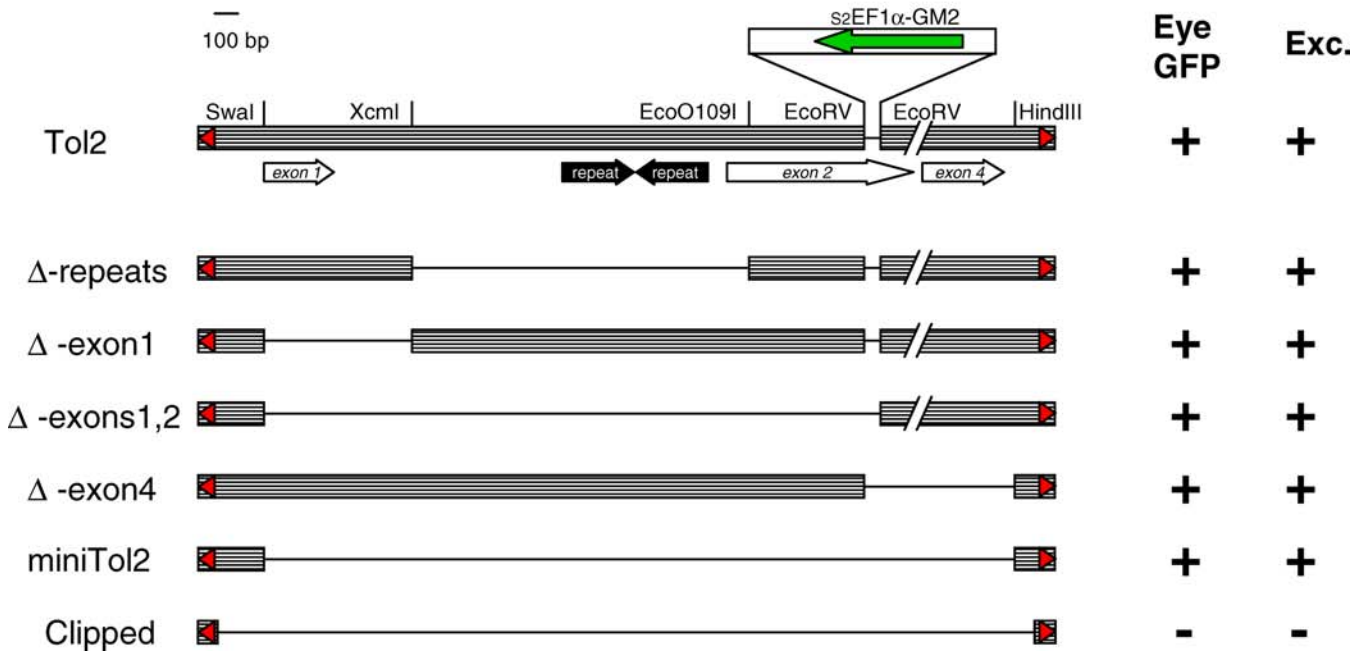 100 bp
S2EF1α-GM2
Eye GFP
Exc.
SwaI XcmI EcoO109I EcoRV EcoRV HindIII
Tol2 + +
exon 1 repeat repeat exon 2 exon 4
Δ-repeats + +
Δ -exon1 + +
Δ -exons1,2 + +
Δ -exon4 + +
miniTol2 + +
Clipped - -